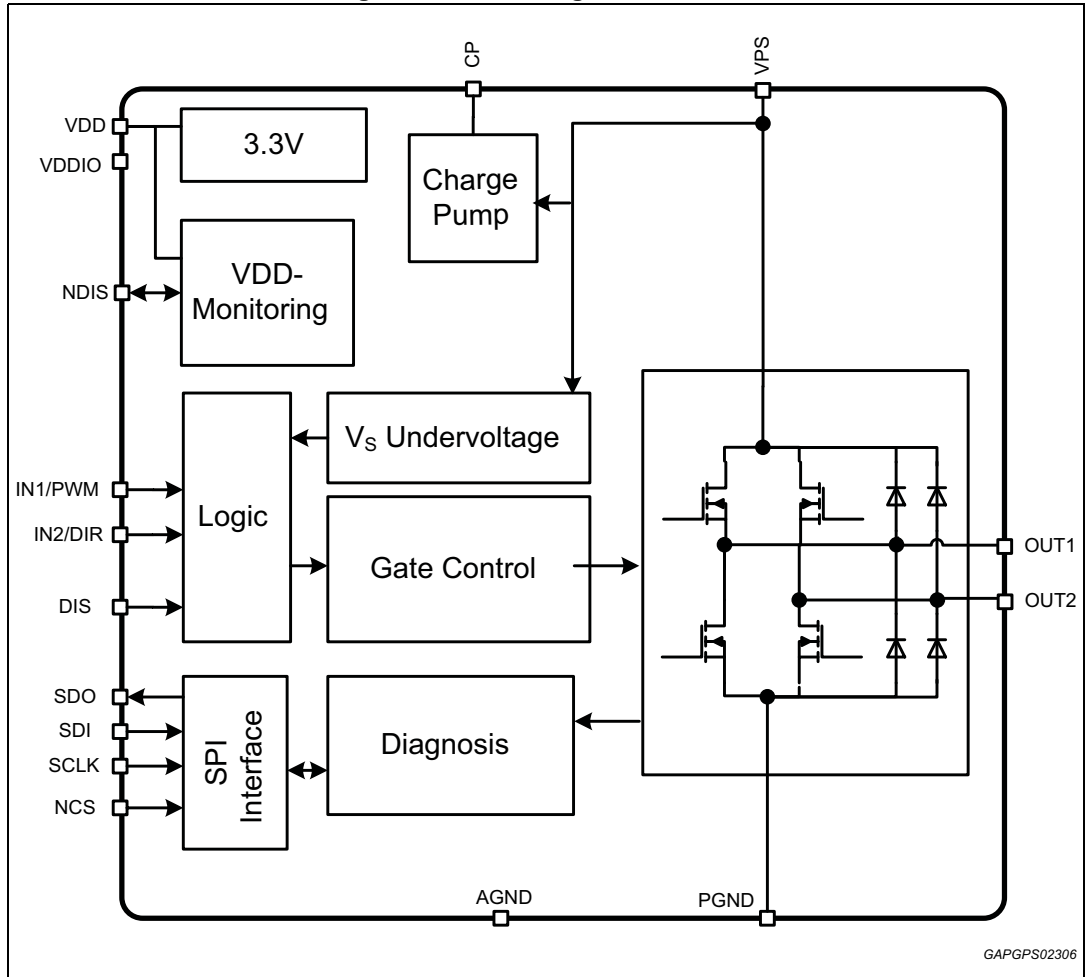 CP
VPS
VDD
VDDIO
3.3V
Charge
Pump
NDIS
VDD-
Monitoring
Logic
VS Undervoltage
IN1/PWM
IN2/DIR
DIS
Gate Control
OUT1
OUT2
SDO
SDI
SCLK
NCS
SPI
Interface
Diagnosis
AGND
PGND
GAPGPS02306